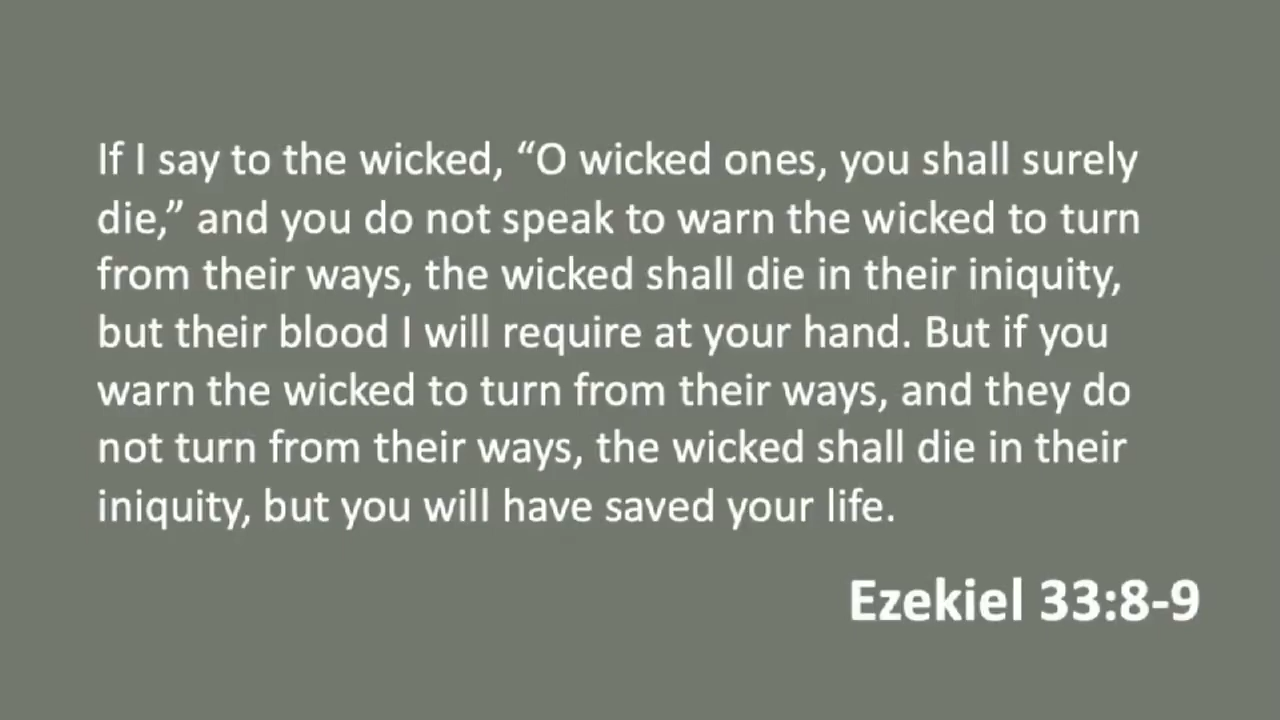 If I say to the wicked, “O wicked ones, you shall surely
die,” and you do not speak to warn the wicked to turn
from their ways, the wicked shall die in their iniquity,
but their blood I will require at your hand. But if you
warn the wicked to turn from their ways, and they do
not turn from their ways, the wicked shall die in their
iniquity, but you will have saved your life.
Ezekiel 33:8-9